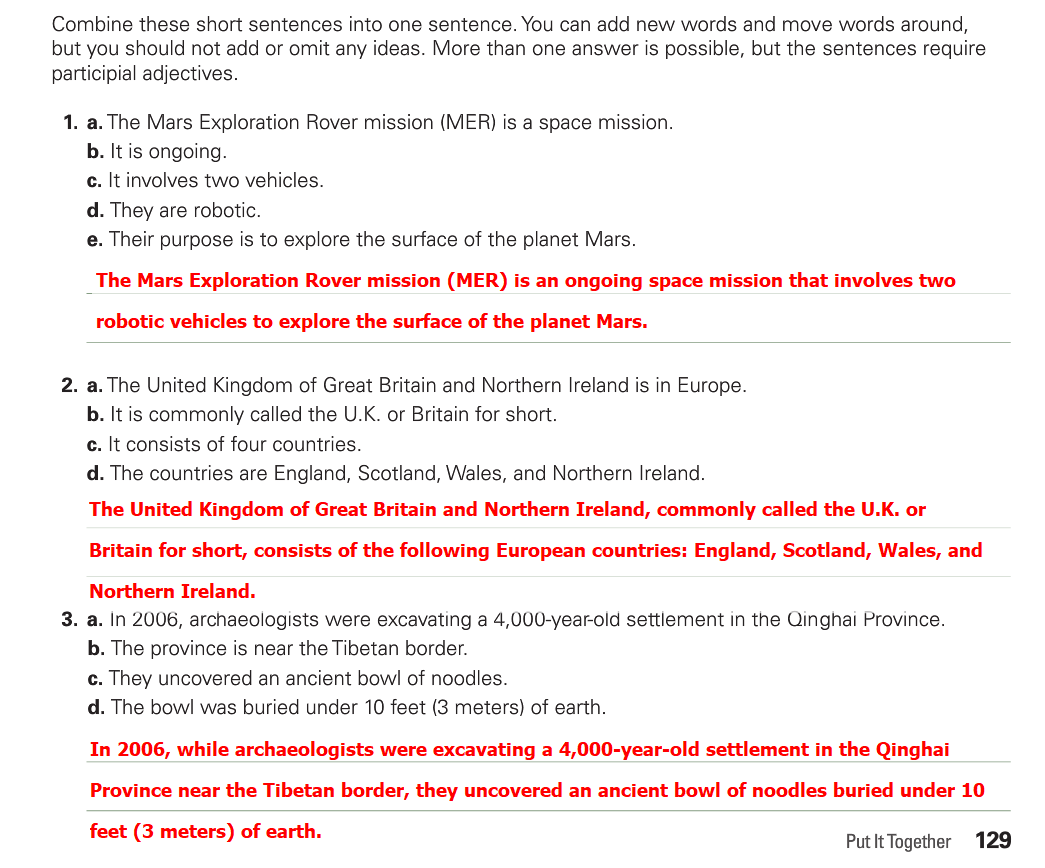 Combine these short sentences into one sentence. You can add new words and move words around,
but you should not add or omit any ideas. More than one answer is possible, but the sentences require
participial adjectives.
1. a. The Mars Exploration Rover mission (MER) is a space mission.
b. It is ongoing.
c. It involves two vehicles.
d. They are robotic.
e. Their purpose is to explore the surface of the planet Mars.
The Mars Exploration Rover mission (MER) is an ongoing space mission that involves two
robotic vehicles to explore the surface of the planet Mars.
2. a. The United Kingdom of Great Britain and Northern Ireland is in Europe.
b. It is commonly called the U.K. or Britain for short.
c. It consists of four countries.
d. The countries are England, Scotland, Wales, and Northern Ireland.
The United Kingdom of Great Britain and Northern Ireland, commonly called the U.K. or
Britain for short, consists of the following European countries: England, Scotland, Wales, and
Northern Ireland.
3. a. In 2006, archaeologists were excavating a 4,000-year-old settlement in the Qinghai Province.
b. The province is near the Tibetan border.
c. They uncovered an ancient bowl of noodles.
d. The bowl was buried under 10 feet (3 meters) of earth.
In 2006, while archaeologists were excavating a 4,000-year-old settlement in the Qinghai
Province near the Tibetan border, they uncovered an ancient bowl of noodles buried under 10
feet (3 meters) of earth.
Put It Together 129